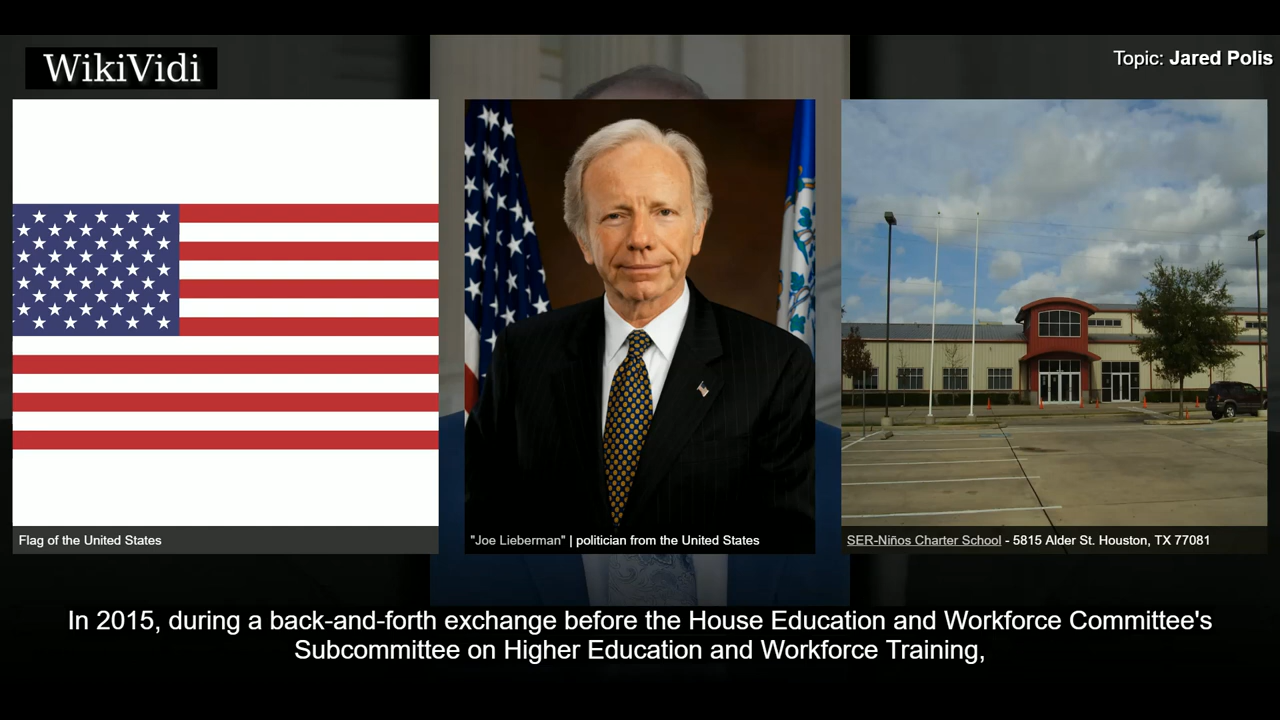 WikiVidi
Topic: Jared Polis
Flag of the United States
"Joe Lieberman" | politician from the United States
SER-Niños Charter School - 5815 Alder St. Houston, TX 77081
In 2015, during a back-and-forth exchange before the House Education and Workforce Committee's
Subcommittee on Higher Education and Workforce Training,